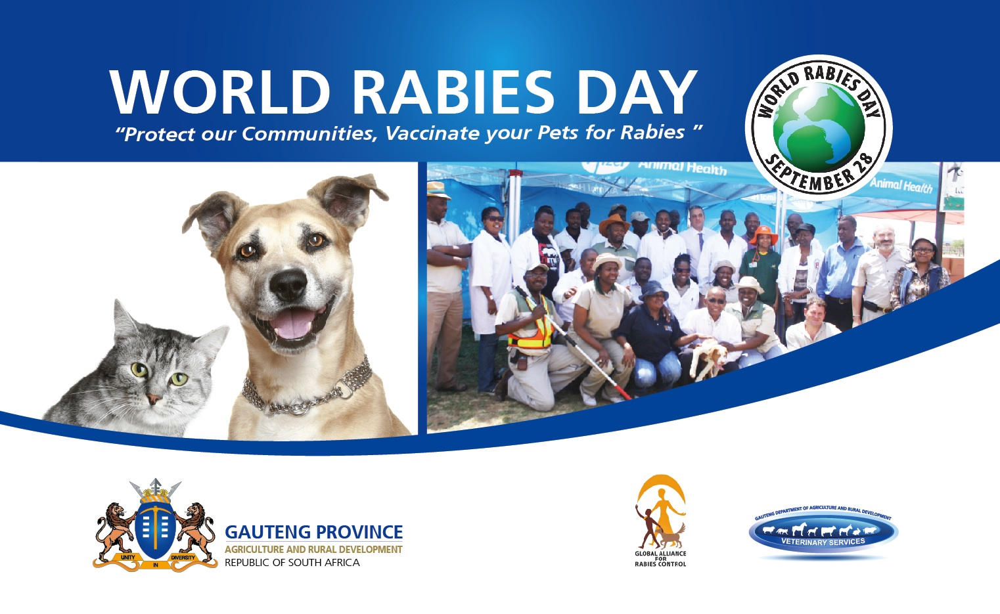 WORLD RABIES DAY
“Protect our Communities, Vaccinate your Pets for Rabies ”
WORLD RABIES DAY
SEPTEMBER 28
Animal Health
Animal Health
UNITY
IN
DIVERSITY
GAUTENG PROVINCE
AGRICULTURE AND RURAL DEVELOPMENT
REPUBLIC OF SOUTH AFRICA
GLOBAL ALLIANCE
FOR
RABIES CONTROL
GAUTENG DEPARTMENT OF AGRICULTURE AND RURAL DEVELOPMENT
VETERINARY SERVICES